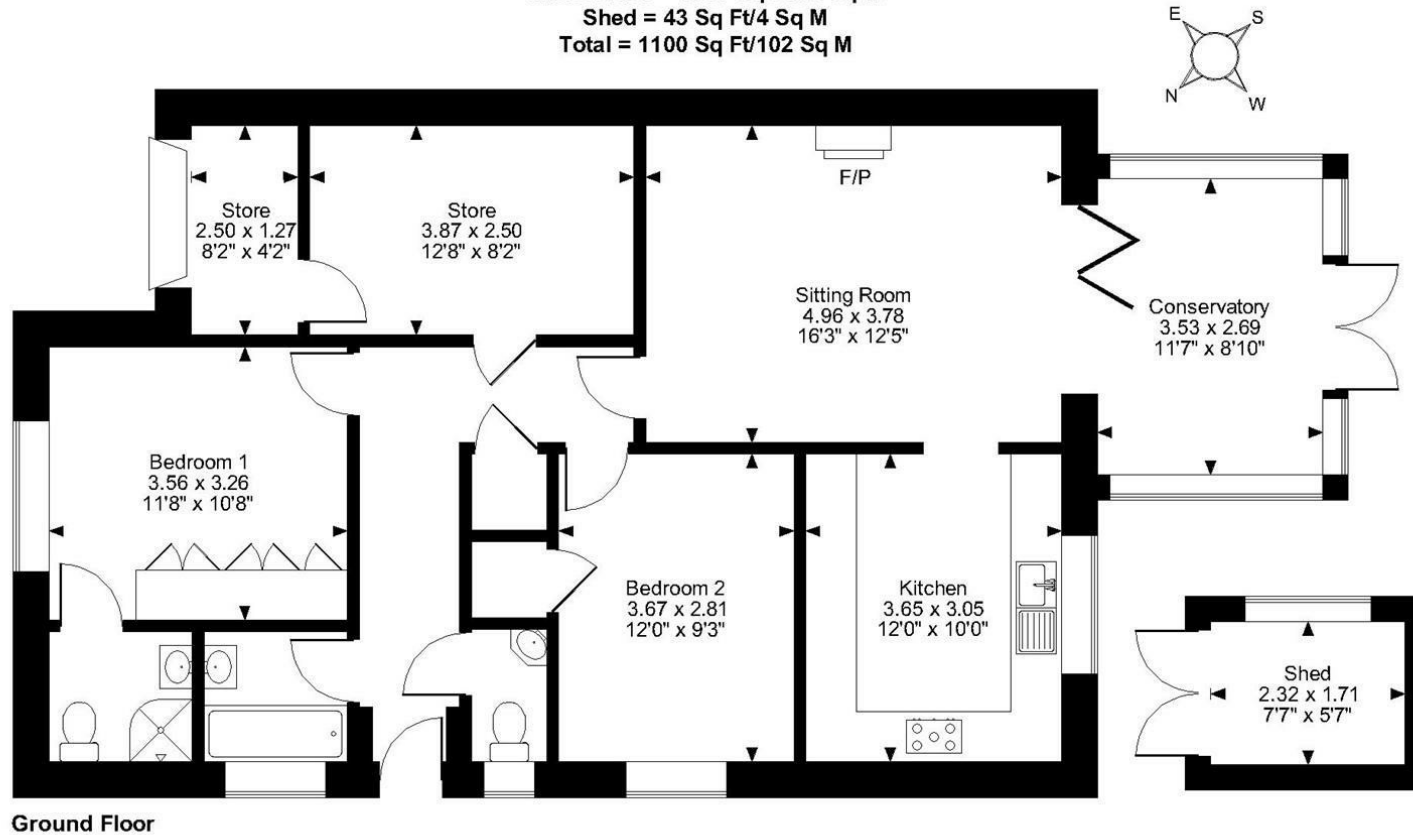 Shed = 43 Sq Ft/4 Sq M
Total = 1100 Sq Ft/102 Sq M
E
S
N
W
Store
2.50 x 1.27
8'2" x 4'2"
Store
3.87 x 2.50
12'8" x 8'2"
F/P
Sitting Room
4.96 x 3.78
16'3" x 12'5"
Conservatory
3.53 x 2.69
11'7" x 8'10"
Bedroom 1
3.56 x 3.26
11'8" x 10'8"
Bedroom 2
3.67 x 2.81
12'0" x 9'3"
Kitchen
3.65 x 3.05
12'0" x 10'0"
Shed
2.32 x 1.71
7'7" x 5'7"
Ground Floor